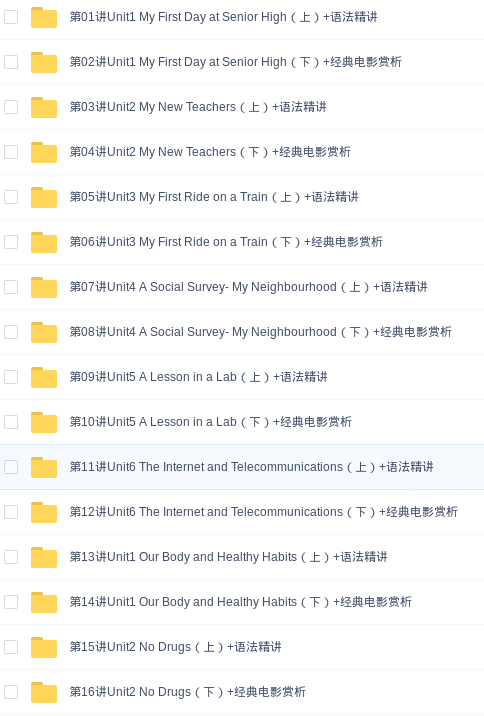 第01讲Unit1 My First Day at Senior High（上）+语法精讲
第02讲Unit1 My First Day at Senior High（下）+经典电影赏析
第03讲Unit2 My New Teachers（上）+语法精讲
第04讲Unit2 My New Teachers（下）+经典电影赏析
第05讲Unit3 My First Ride on a Train（上）+语法精讲
第06讲Unit3 My First Ride on a Train（下）+经典电影赏析
第07讲Unit4 A Social Survey- My Neighbourhood（上）+语法精讲
第08讲Unit4 A Social Survey- My Neighbourhood（下）+经典电影赏析
第09讲Unit5 A Lesson in a Lab（上）+语法精讲
第10讲Unit5 A Lesson in a Lab（下）+经典电影赏析
第11讲Unit6 The Internet and Telecommunications（上）+语法精讲
第12讲Unit6 The Internet and Telecommunications（下）+经典电影赏析
第13讲Unit1 Our Body and Healthy Habits（上）+语法精讲
第14讲Unit1 Our Body and Healthy Habits（下）+经典电影赏析
第15讲Unit2 No Drugs（上）+语法精讲
第16讲Unit2 No Drugs（下）+经典电影赏析